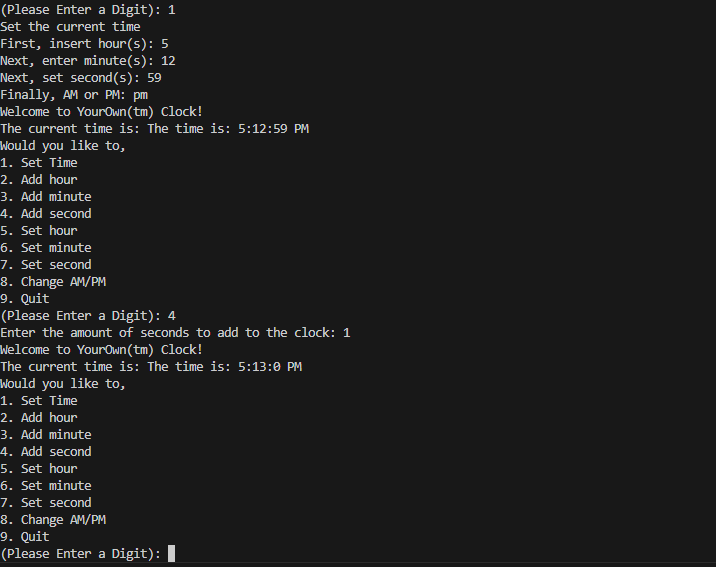 (Please Enter a Digit): 1
Set the current time
First, insert hour(s): 5
Next, enter minute(s): 12
Next, set second(s): 59
Finally, AM or PM: pm
Welcome to YourOwn(tm) Clock!
The current time is: The time is: 5:12:59 PM
Would you like to,
1. Set Time
2. Add hour
3. Add minute
4. Add second
5. Set hour
6. Set minute
7. Set second
8. Change AM/PM
9. Quit
(Please Enter a Digit): 4
Enter the amount of seconds to add to the clock: 1
Welcome to YourOwn(tm) Clock!
The current time is: The time is: 5:13:0 PM
Would you like to,
1. Set Time
2. Add hour
3. Add minute
4. Add second
5. Set hour
6. Set minute
7. Set second
8. Change AM/PM
9. Quit
(Please Enter a Digit):